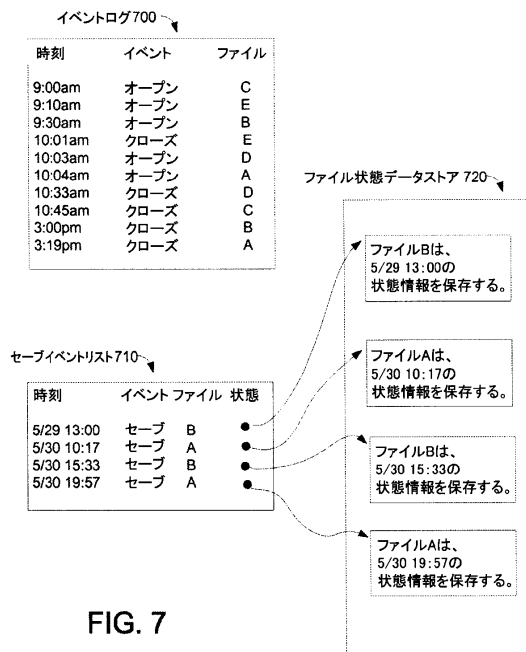 イベントログ700
時刻 イベント ファイル
9:00am オープン C
9:10am オープン E
9:30am オープン B
10:01am クローズ E
10:03am オープン D
10:04am オープン A
10:33am クローズ D
10:45am クローズ C
3:00pm クローズ B
3:19pm クローズ A
ファイル状態データストア 720
ファイルBは、
5/29 13:00の
状態情報を保存する。
ファイルAは、
5/30 10:17の
状態情報を保存する。
ファイルBは、
5/30 15:33の
状態情報を保存する。
ファイルAは、
5/30 19:57の
状態情報を保存する。
セーブイベントリスト710
時刻 イベント ファイル 状態
5/29 13:00 セーブ B
5/30 10:17 セーブ A
5/30 15:33 セーブ B
5/30 19:57 セーブ A
FIG. 7